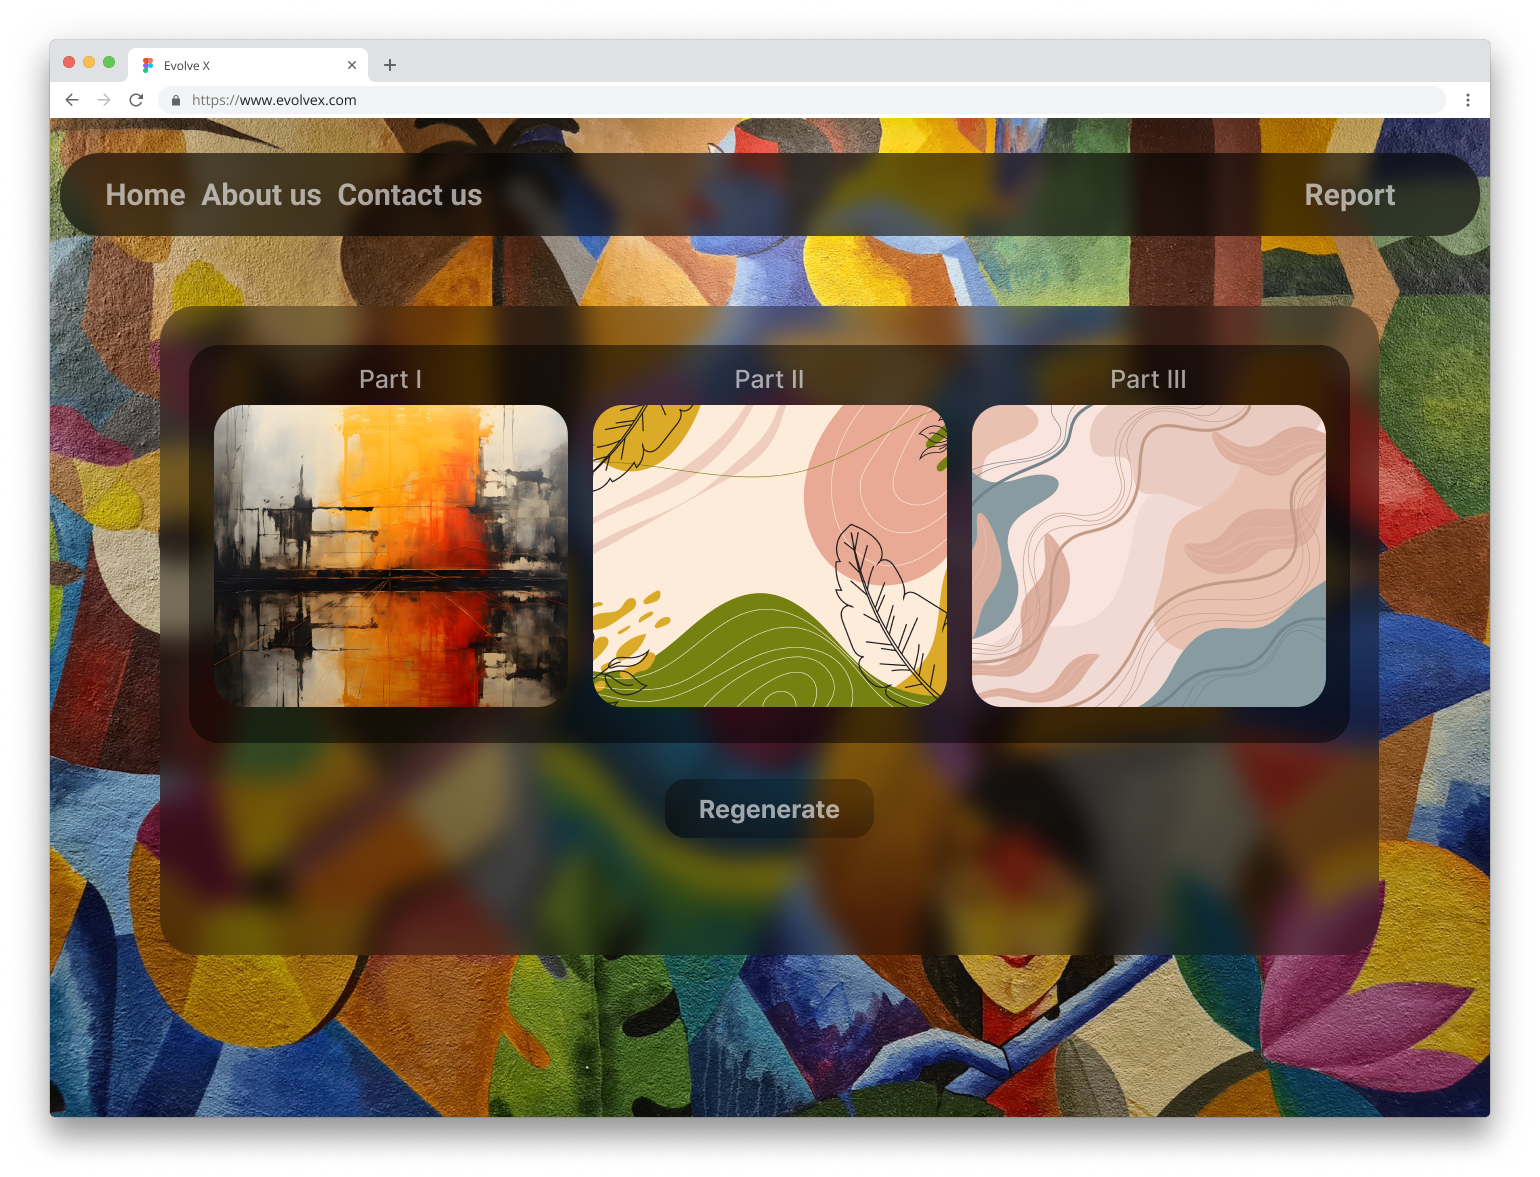 Evolve X
https://www.evolvex.com
Home About us Contact us Report
Part I Part II Part III
Regenerate